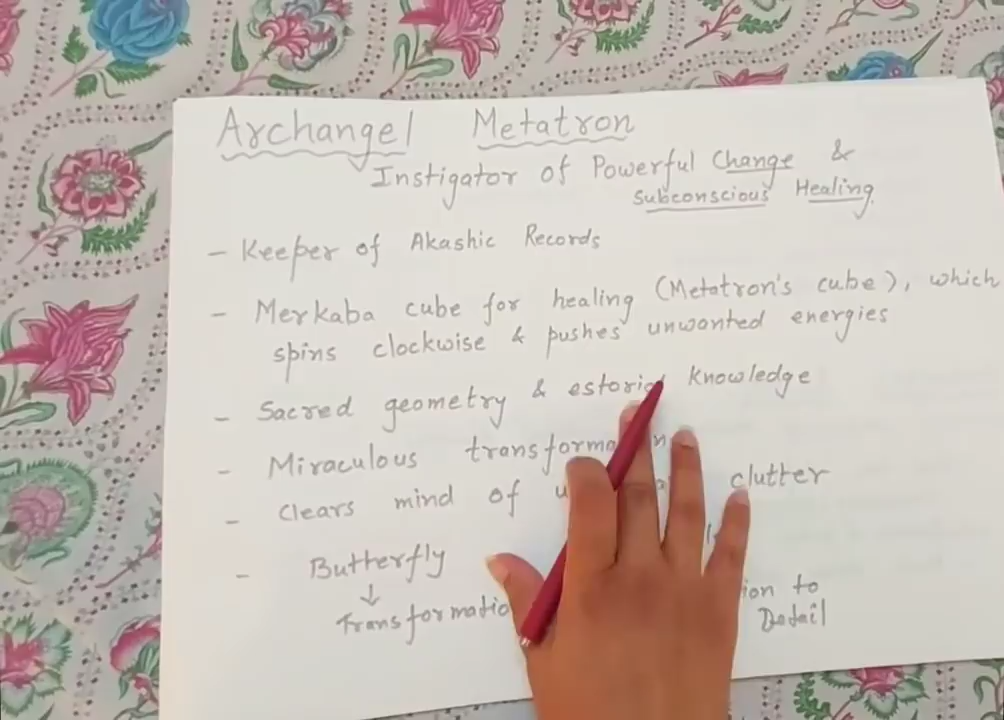 Archangel Metatron
Instigator of Powerful Change &
Subconscious Healing
- Keeper of Akashic Records
- Merkaba cube for healing (Metatron's cube), which
spins clockwise & pushes unwanted energies
- Sacred geometry & knowledge
- Miraculous
- Clears mind of clutter
- Butterfly
↓
to
Detail